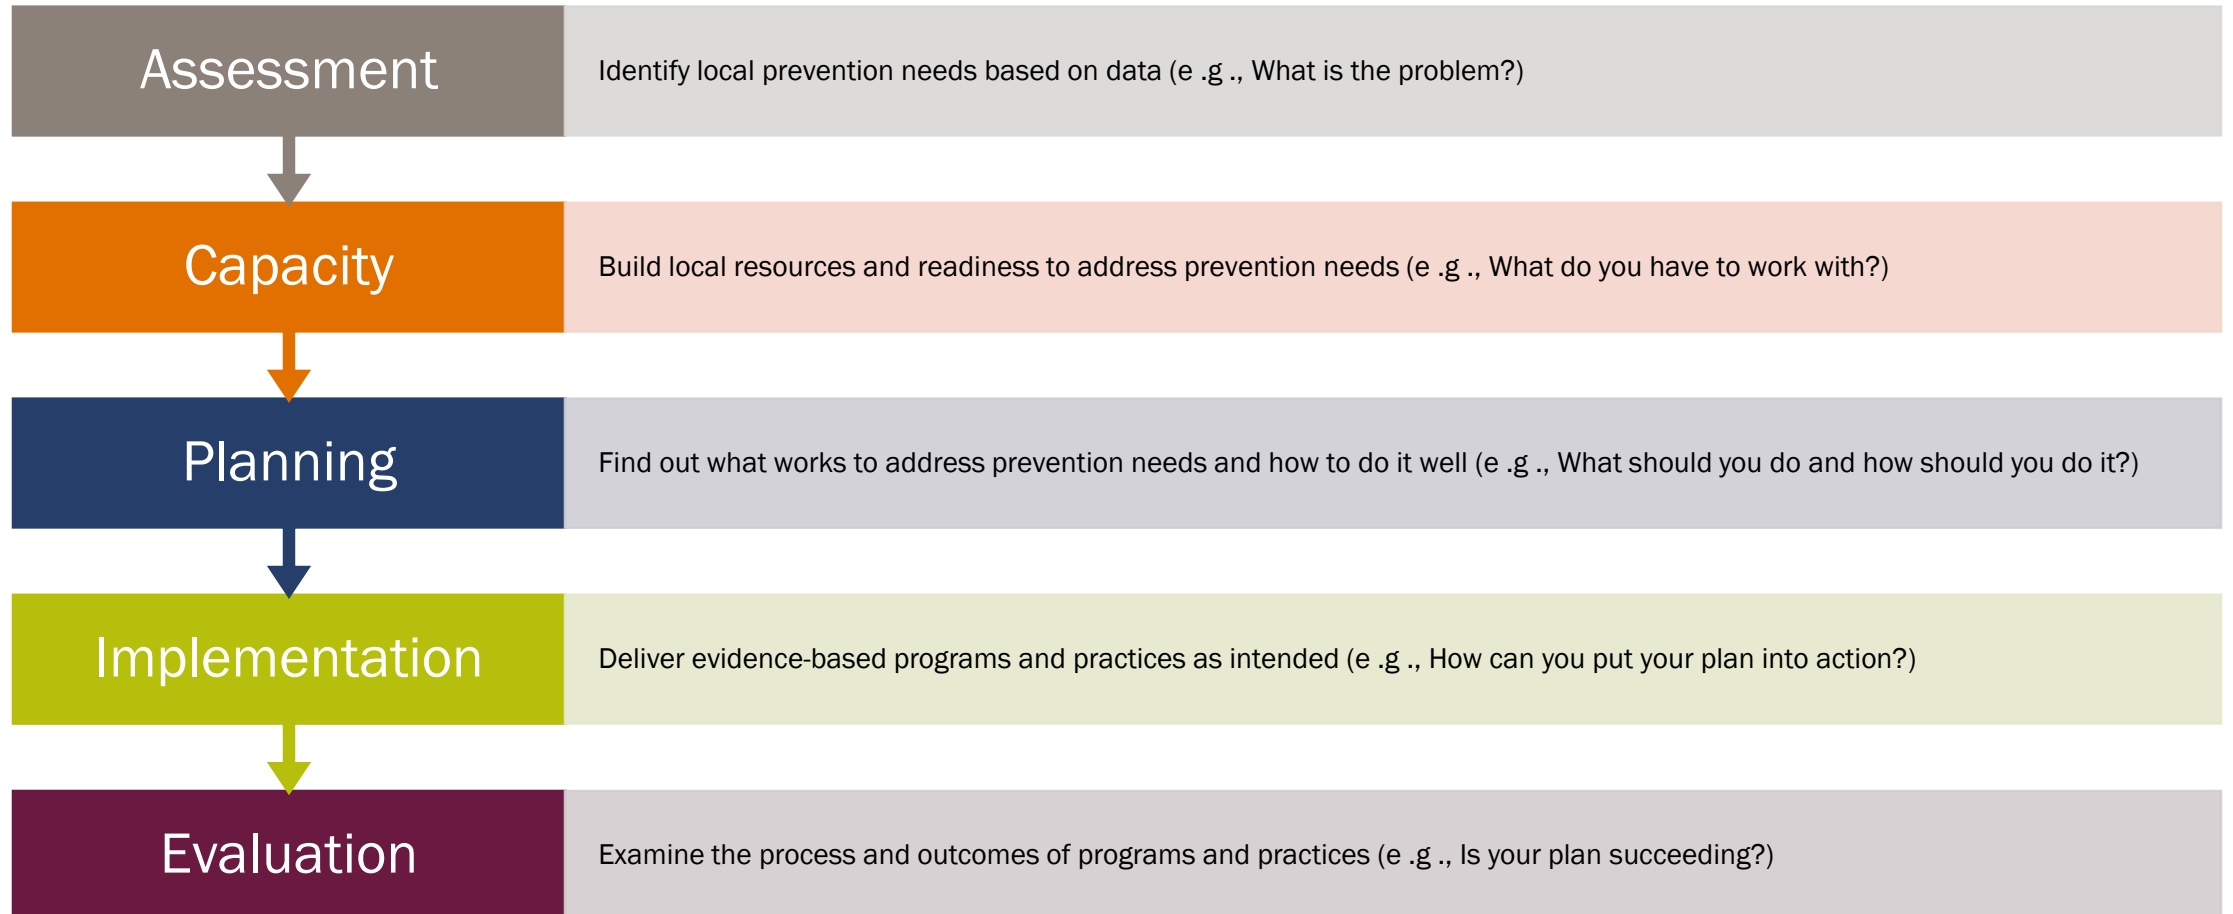 Assessment
Identify local prevention needs based on data (e .g ., What is the problem?)
Capacity
Build local resources and readiness to address prevention needs (e .g ., What do you have to work with?)
Planning
Find out what works to address prevention needs and how to do it well (e .g ., What should you do and how should you do it?)
Implementation
Deliver evidence-based programs and practices as intended (e .g ., How can you put your plan into action?)
Evaluation
Examine the process and outcomes of programs and practices (e .g ., Is your plan succeeding?)